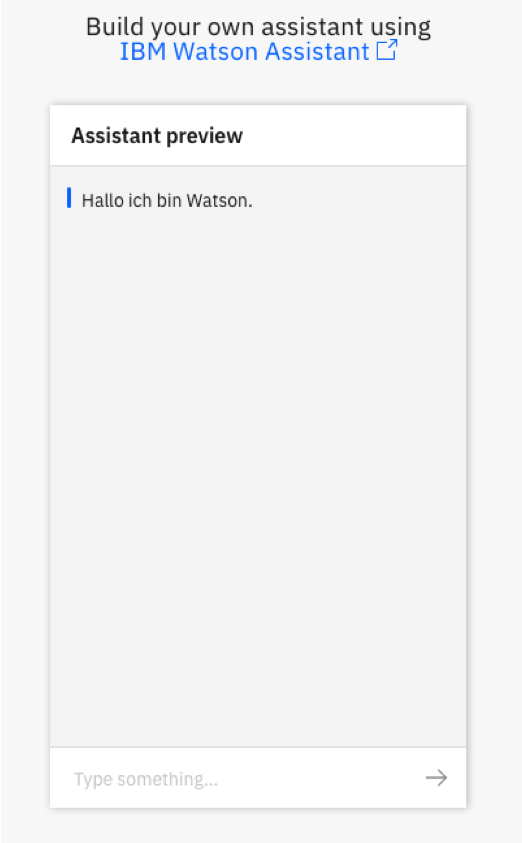 Build your own assistant using
IBM Watson Assistant
Assistant preview
Hallo ich bin Watson.
Type something...